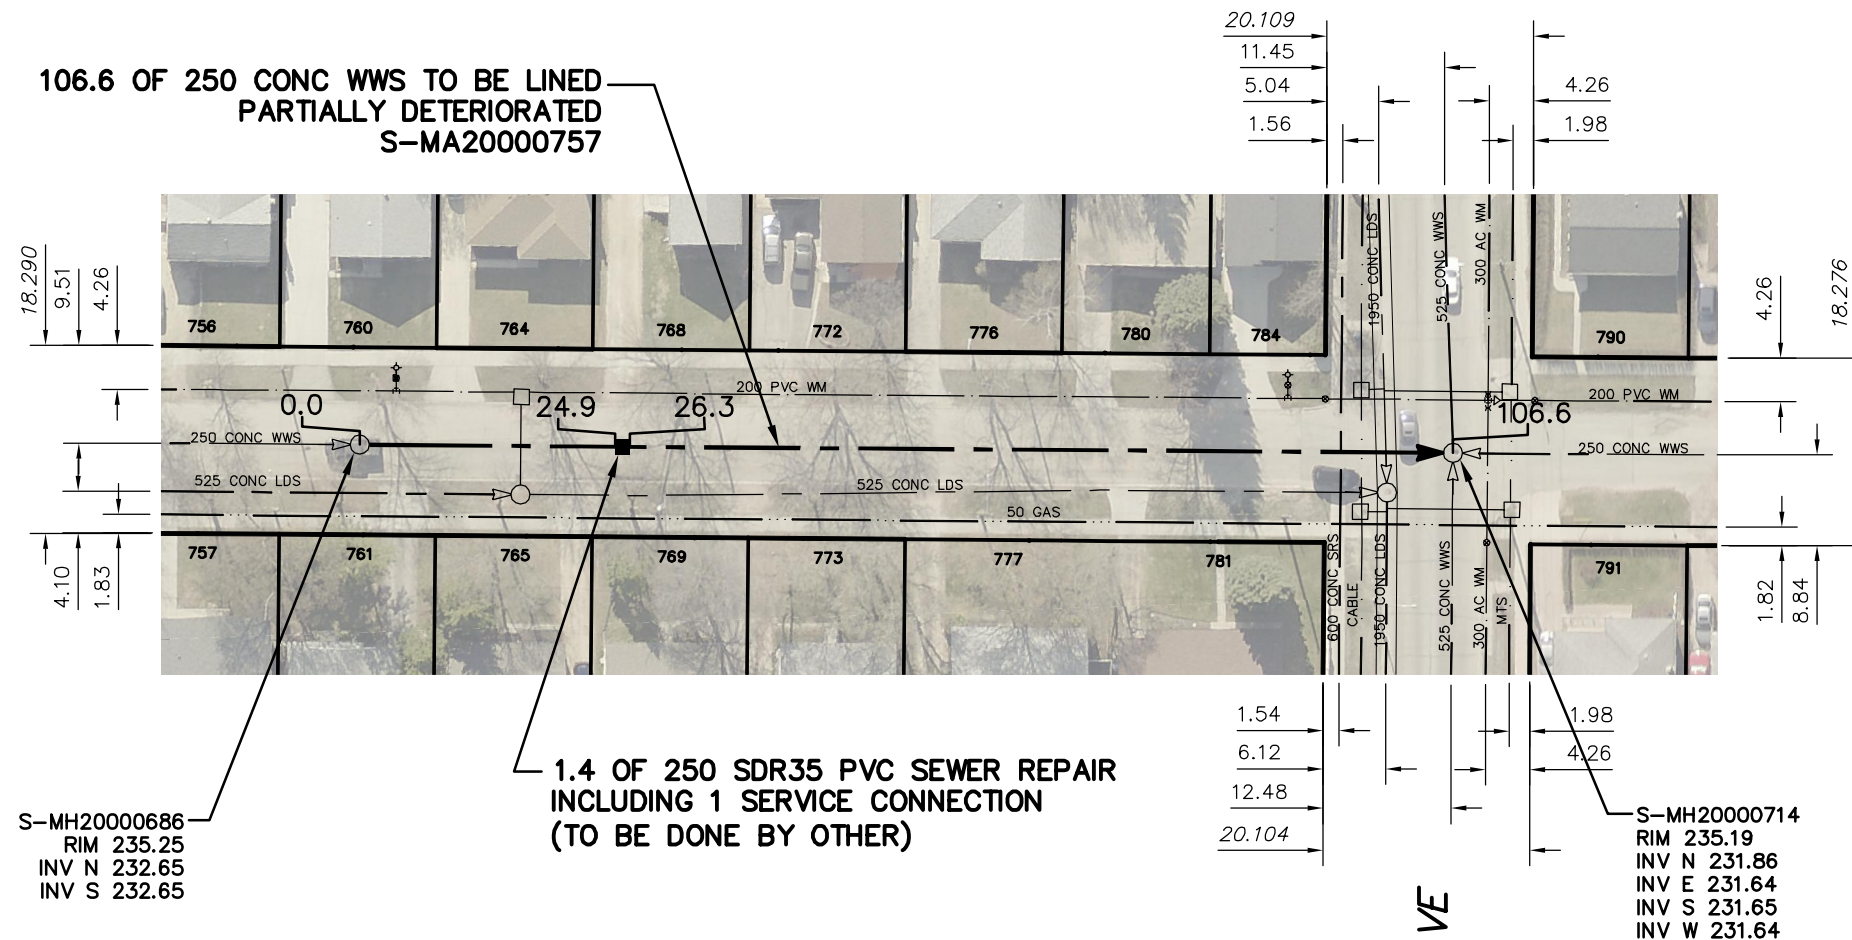 20.109
11.45
5.04
4.26
1.56
1.98
106.6 OF 250 CONC WWS TO BE LINED
PARTIALLY DETERIORATED
S-MA20000757
18.290
9.51
4.26
756
760
764
768
772
776
780
784
790
1950 CONC LDS
525 CONC WWS
300 AC WM
4.26
18.276
200 PVC WM
200 PVC WM
0.0
24.9
26.3
106.6
250 CONC WWS
250 CONC WWS
525 CONC LDS
525 CONC LDS
50 GAS
757
761
765
769
773
777
781
791
600 CONC SRS
CABLE
1950 CONC LDS
525 CONC WWS
300 AC WM
MTS
4.10
1.83
1.82
8.84
1.54
1.98
6.12
4.26
12.48
20.104
1.4 OF 250 SDR35 PVC SEWER REPAIR
INCLUDING 1 SERVICE CONNECTION
(TO BE DONE BY OTHER)
S-MH20000686
RIM 235.25
INV N 232.65
INV S 232.65
S-MH20000714
RIM 235.19
INV N 231.86
INV E 231.64
INV S 231.65
INV W 231.64
VE